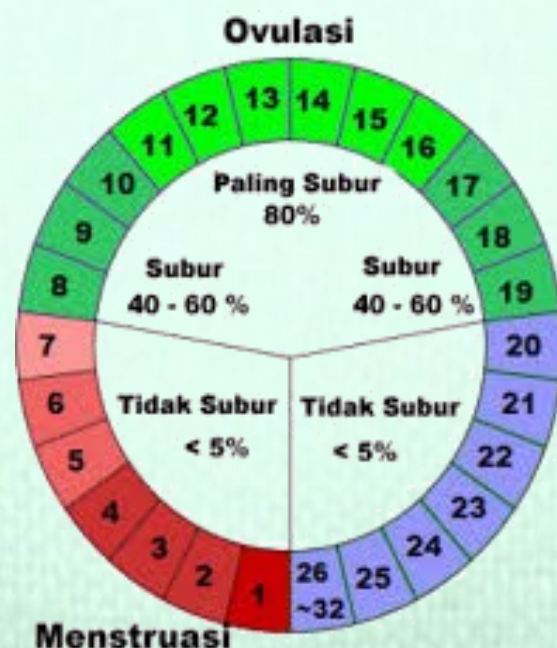 Ovulasi
11 12 13 14 15 16
10 17
9 18
8 19
Paling Subur
80%
Subur
40 - 60 %
Subur
40 - 60 %
7 20
6 21
5 22
4 23
3 24
2 25
1 26
~32
Tidak Subur
< 5%
Tidak Subur
< 5%
Menstruasi